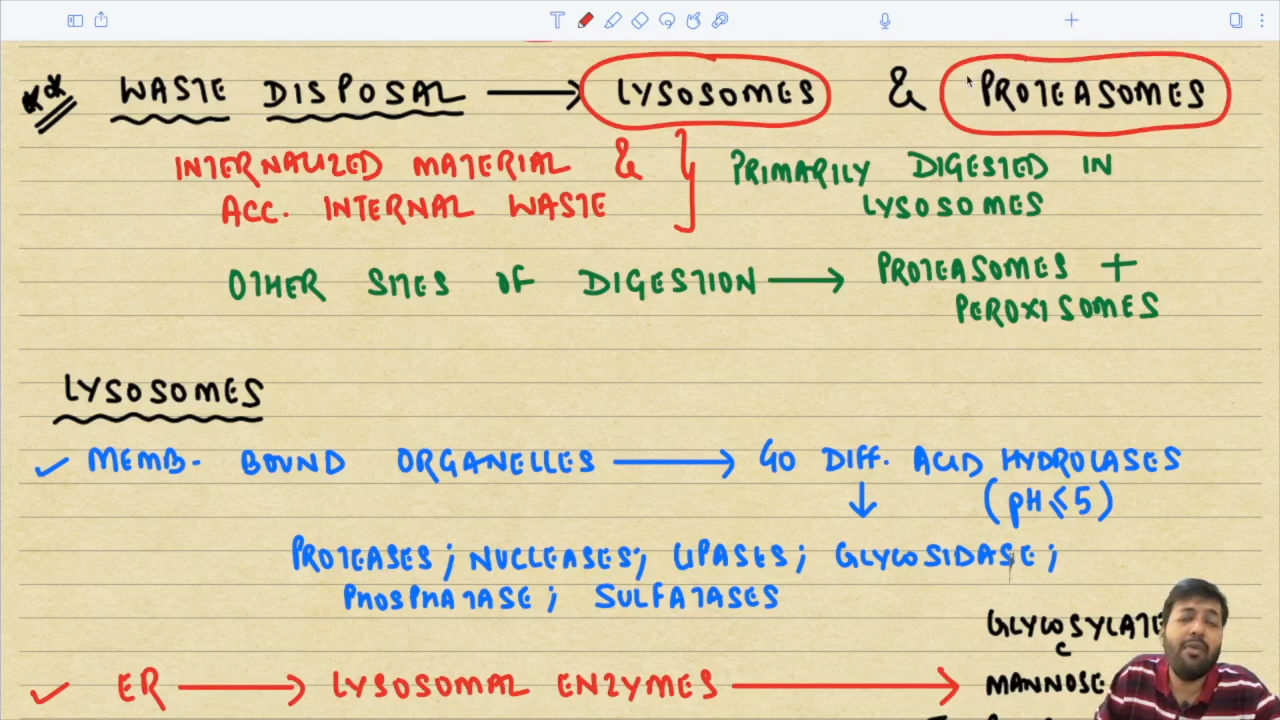 WASTE DISPOSAL → LYSOSOMES & PROTEASOMES
INTERNALIZED MATERIAL & } PRIMARILY DIGESTED IN
ACC. INTERNAL WASTE LYSOSOMES
OTHER SITES OF DIGESTION → PROTEASOMES +
PEROXISOMES
LYSOSOMES
✓ MEMB- BOUND ORGANELLES → 40 DIFF. ACID HYDROLASES
↓ (pH ≤ 5)
PROTEASES; NUCLEASES; LIPASES; GLYCOSIDASE;
PHOSPHATASE; SULFATASES
GLYCOSYLATE
✓ ER → LYSOSOMAL ENZYMES → MANNOSE